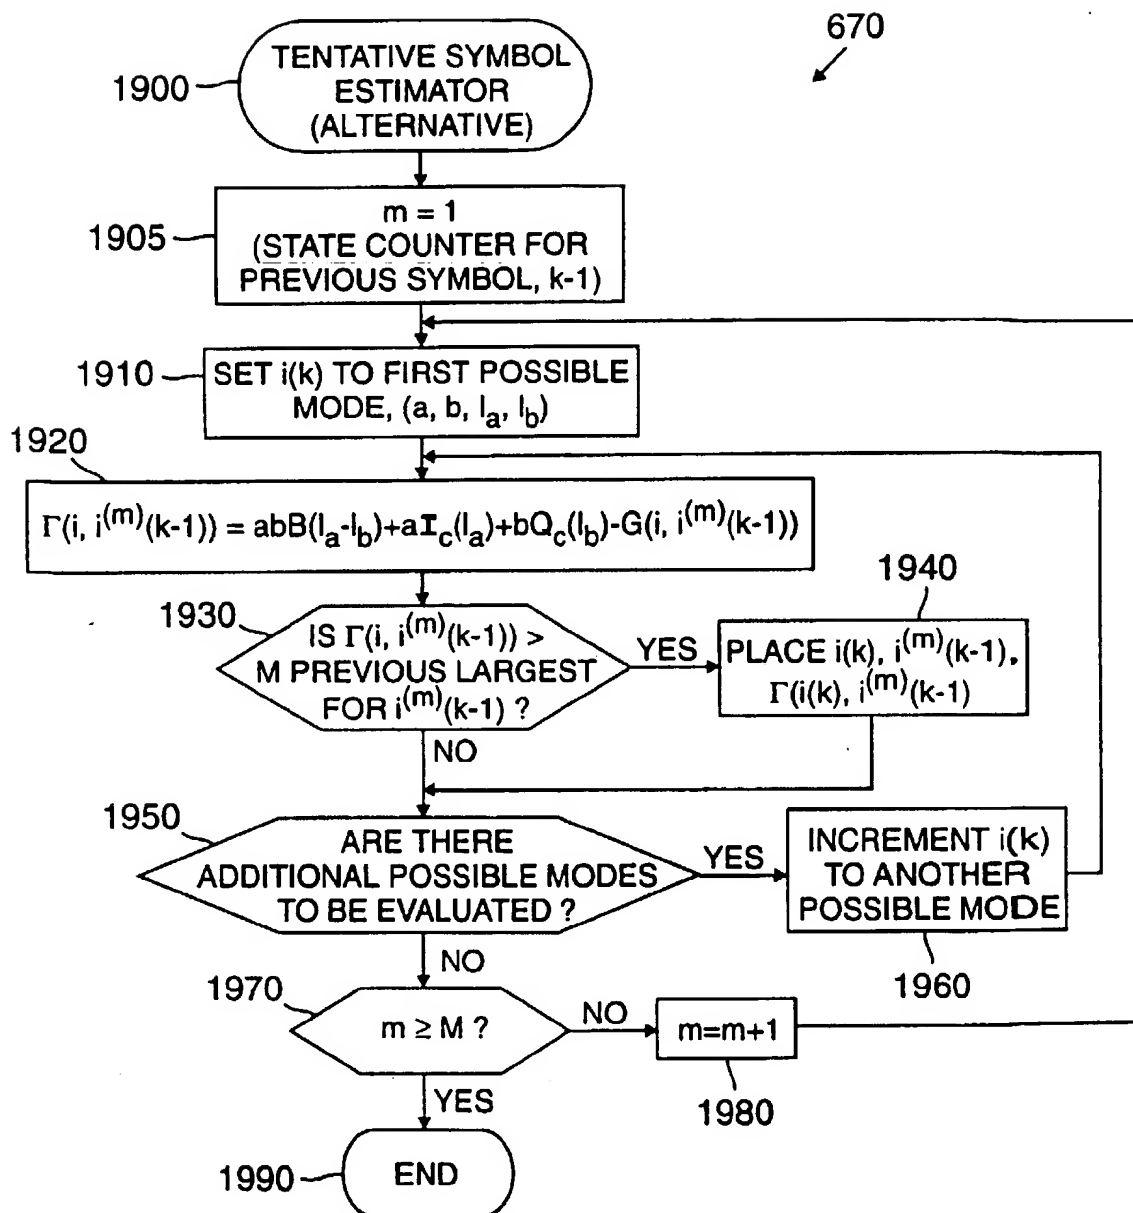 670
1900
TENTATIVE SYMBOL
ESTIMATOR
(ALTERNATIVE)
1905
m = 1
(STATE COUNTER FOR
PREVIOUS SYMBOL, k-1)
1910
SET i(k) TO FIRST POSSIBLE
MODE, (a, b, l_a, l_b)
1920
Γ(i, i^(m)(k-1)) = abB(l_a-l_b)+aI_c(l_a)+bQ_c(l_b)-G(i, i^(m)(k-1))
1930
IS Γ(i, i^(m)(k-1)) >
M PREVIOUS LARGEST
FOR i^(m)(k-1) ?
YES
1940
PLACE i(k), i^(m)(k-1),
Γ(i(k), i^(m)(k-1)
NO
1950
ARE THERE
ADDITIONAL POSSIBLE MODES
TO BE EVALUATED ?
YES
INCREMENT i(k)
TO ANOTHER
POSSIBLE MODE
1960
NO
1970
m ≥ M ?
NO
m=m+1
1980
YES
1990
END